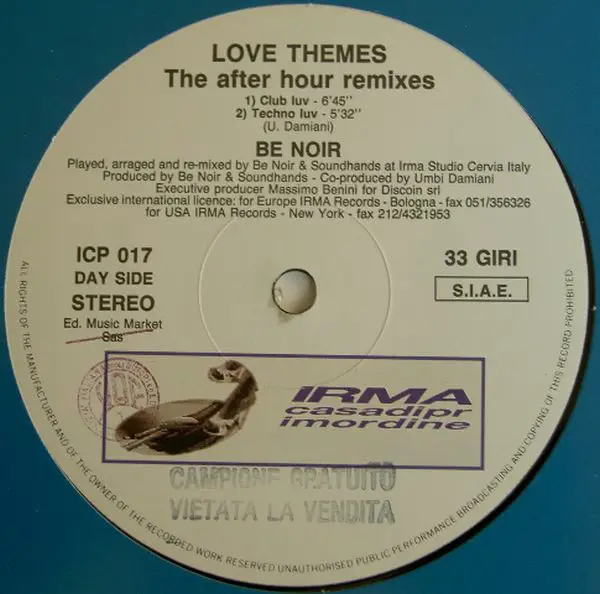 LOVE THEMES
The after hour remixes
1) Club luv - 6'45''
2) Techno luv - 5'32''
(U. Damiani)
BE NOIR
Played, arraged and re-mixed by Be Noir & Soundhands at Irma Studio Cervia Italy
Produced by Be Noir & Soundhands - Co-produced by Umbi Damiani
Executive producer Massimo Benini for Discoin srl
Exclusive international licence: for Europe IRMA Records - Bologna - fax 051/356326
for USA IRMA Records - New York - fax 212/4321953
ICP 017
DAY SIDE
STEREO
Ed. Music Market
Sas
33 GIRI
S.I.A.E.
IRMA
casadipr
imordine
CAMPIONE GRATUITO
VIETATA LA VENDITA
ALL RIGHTS OF THE MANUFACTURER AND OF THE OWNER OF THE RECORDED WORK RESERVED UNAUTHORISED PUBLIC PERFORMANCE BROADCASTING AND COPYING OF THIS RECORD PROHIBITED